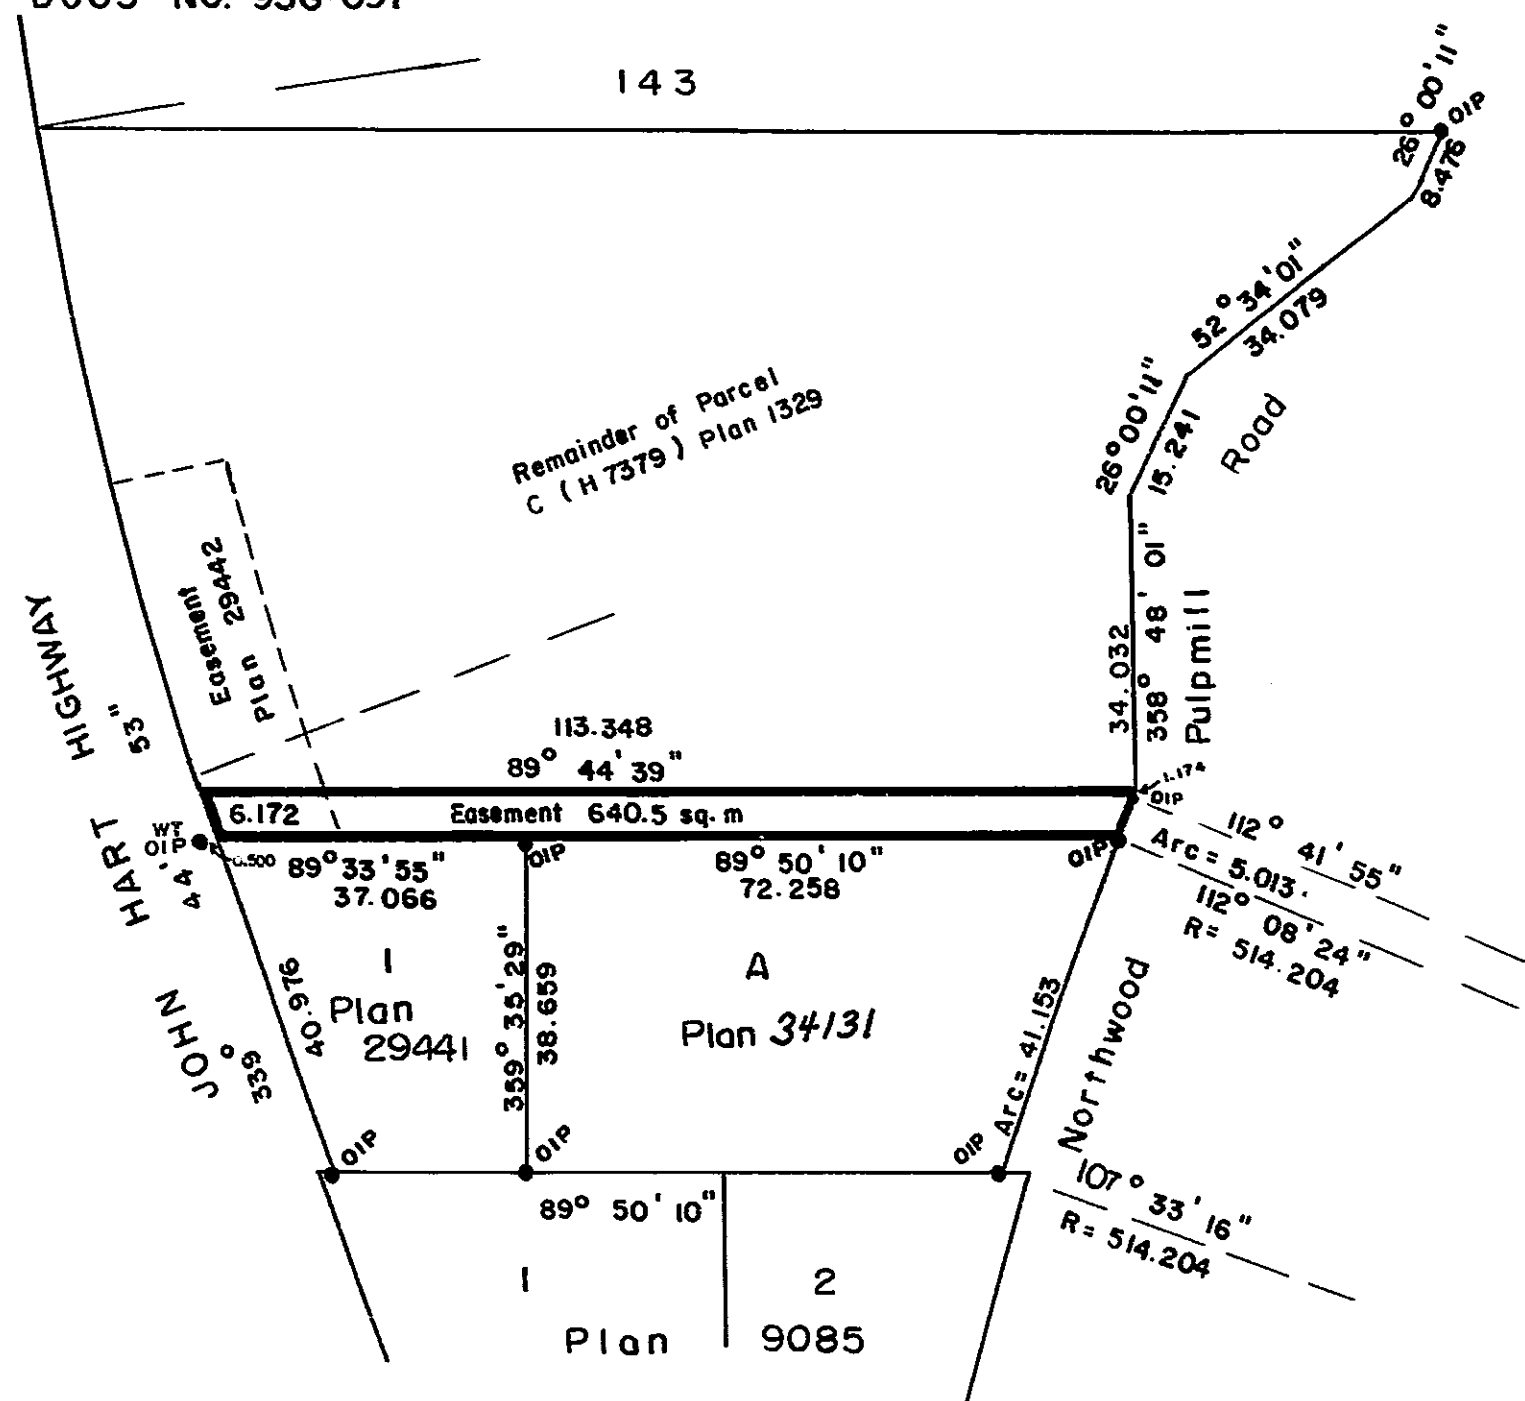 143
26° 00' 11"
OIP
8.476
52° 34' 01"
34.079
26° 00' 11"
15.241
Road
Remainder of Parcel
C (H 7379) Plan 1329
Easement
Plan 29442
34.032
358° 48' 01"
Pulpmill
113.348
89° 44' 39"
1.174
OIP
6.172
Easement 640.5 sq. m
WT
OIP
0.500
89° 33' 55"
37.066
OIP
89° 50' 10"
72.258
OIP
112° 41' 55"
Arc = 5.013
112° 08' 24"
R = 514.204
JOHN HART HIGHWAY
339° 44' 53"
40.976
1
Plan
29441
359° 35' 29"
38.659
A
Plan 34131
Arc = 41.153
Northwood
OIP
OIP
OIP
89° 50' 10"
107° 33' 16"
R = 514.204
1
2
Plan 9085